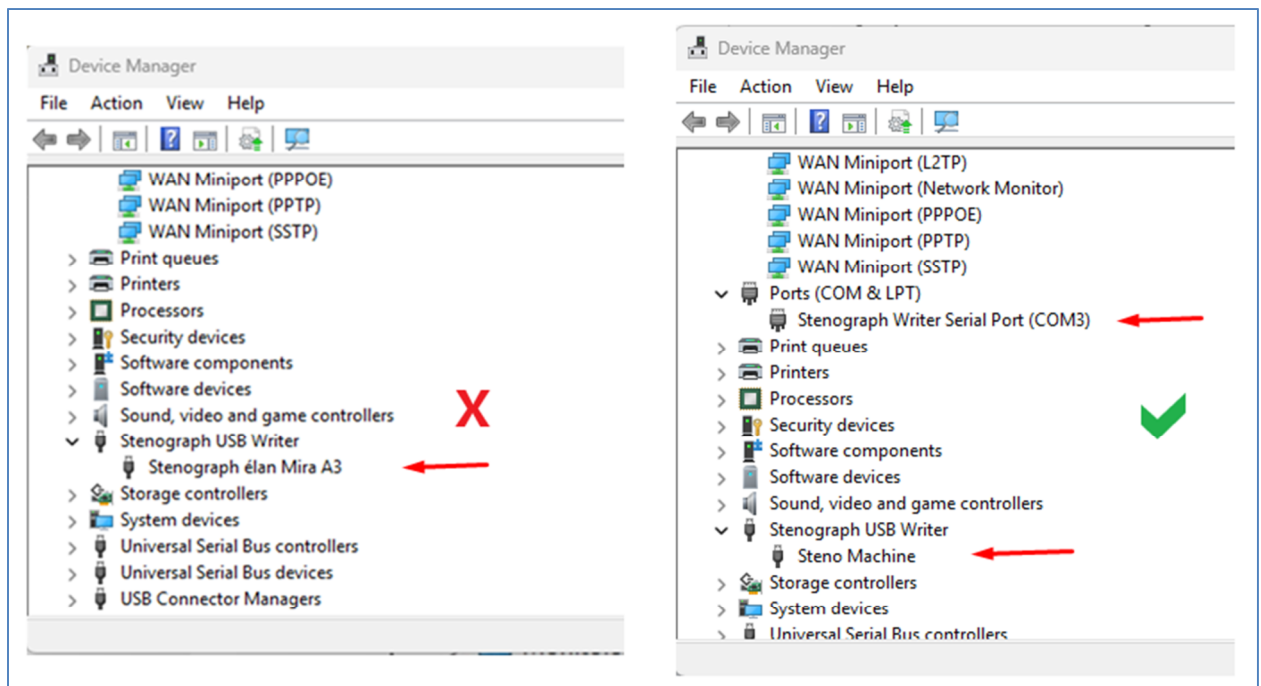 Device Manager
File Action View Help
WAN Miniport (PPPOE)
WAN Miniport (PPTP)
WAN Miniport (SSTP)
Print queues
Printers
Processors
Security devices
Software components
Software devices
Sound, video and game controllers
X
Stenograph USB Writer
Stenograph élan Mira A3
Storage controllers
System devices
Universal Serial Bus controllers
Universal Serial Bus devices
USB Connector Managers
Device Manager
File Action View Help
WAN Miniport (L2TP)
WAN Miniport (Network Monitor)
WAN Miniport (PPPOE)
WAN Miniport (PPTP)
WAN Miniport (SSTP)
Ports (COM & LPT)
Stenograph Writer Serial Port (COM3)
Print queues
Printers
Processors
Security devices
Software components
Software devices
Sound, video and game controllers
Stenograph USB Writer
Steno Machine
Storage controllers
System devices
Universal Serial Bus controllers